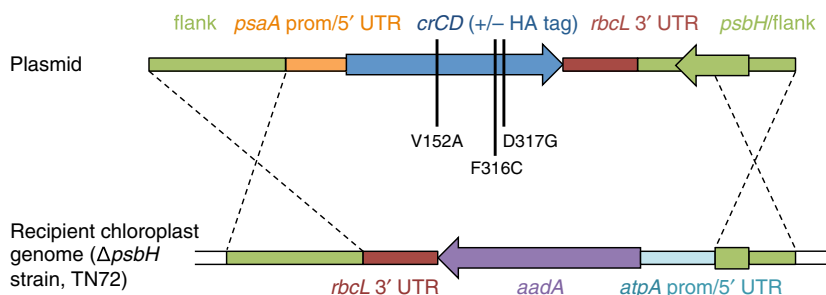 flank psaA prom/5′ UTR crCD (+/− HA tag) rbcL 3′ UTR psbH/flank
Plasmid
V152A D317G
F316C
Recipient chloroplast
genome (ΔpsbH
strain, TN72)
rbcL 3′ UTR aadA atpA prom/5′ UTR